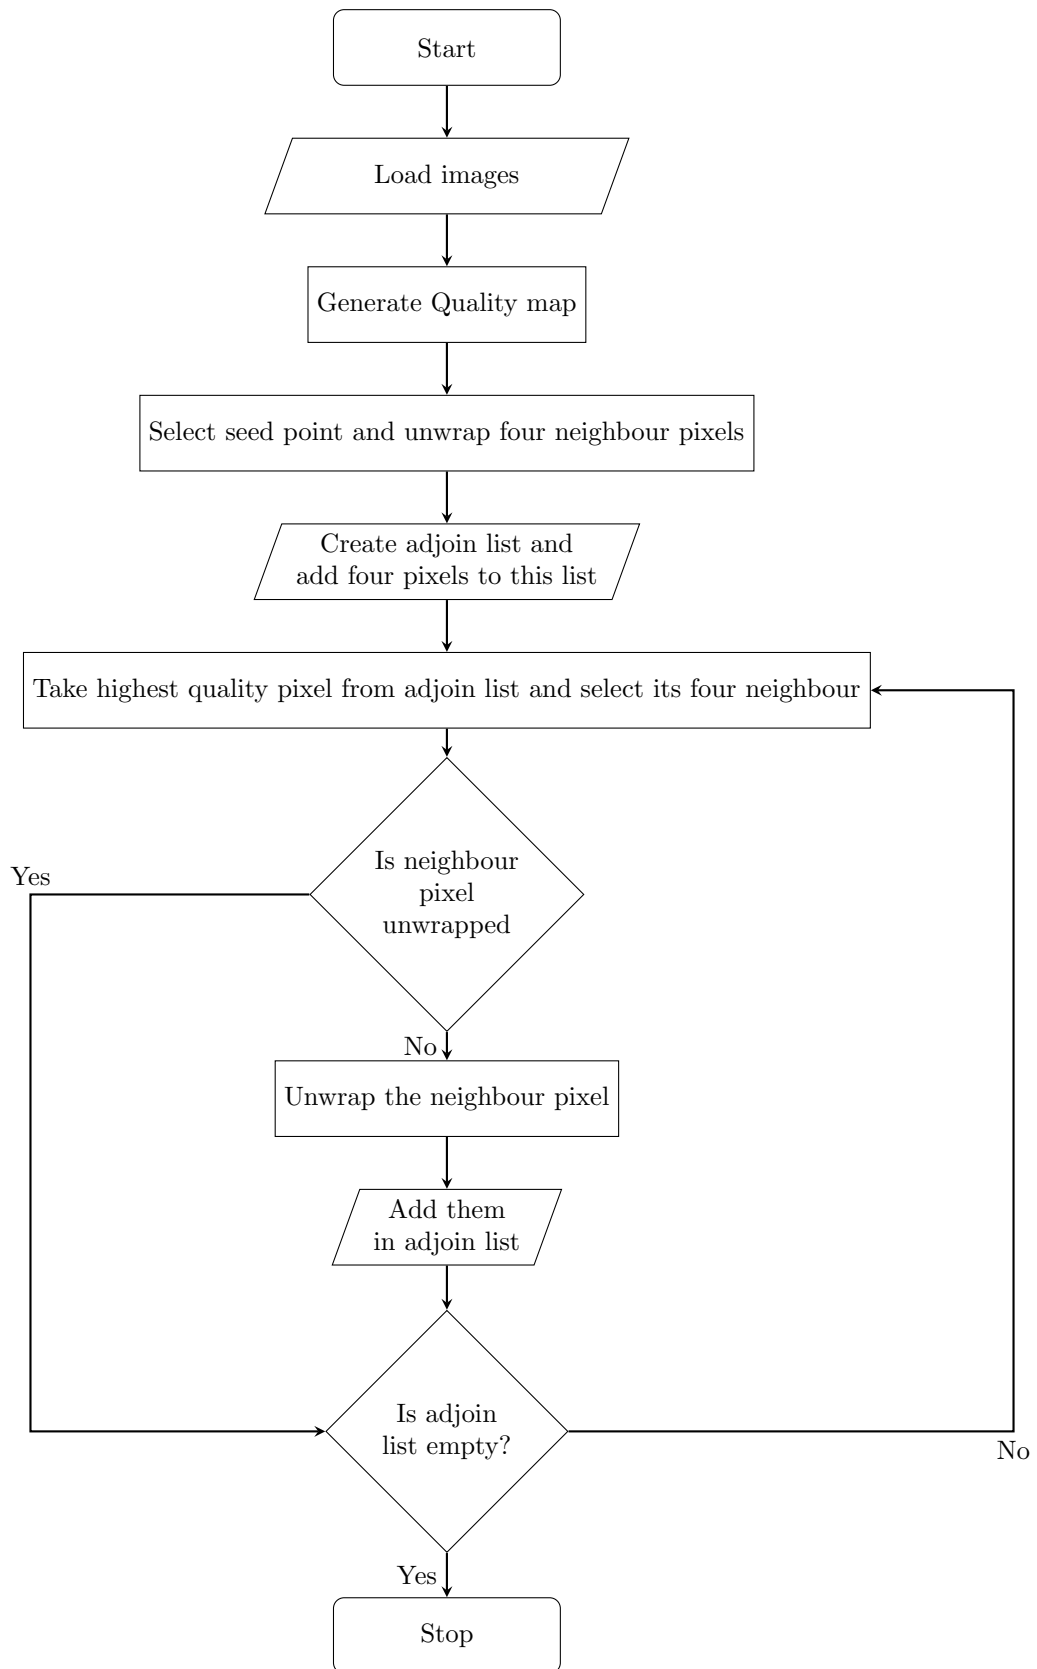 Start
Load images
Generate Quality map
Select seed point and unwrap four neighbour pixels
Create adjoin list and
add four pixels to this list
Take highest quality pixel from adjoin list and select its four neighbour
Is neighbour
pixel
unwrapped
Yes
No
Unwrap the neighbour pixel
Add them
in adjoin list
Is adjoin
list empty?
No
Yes
Stop